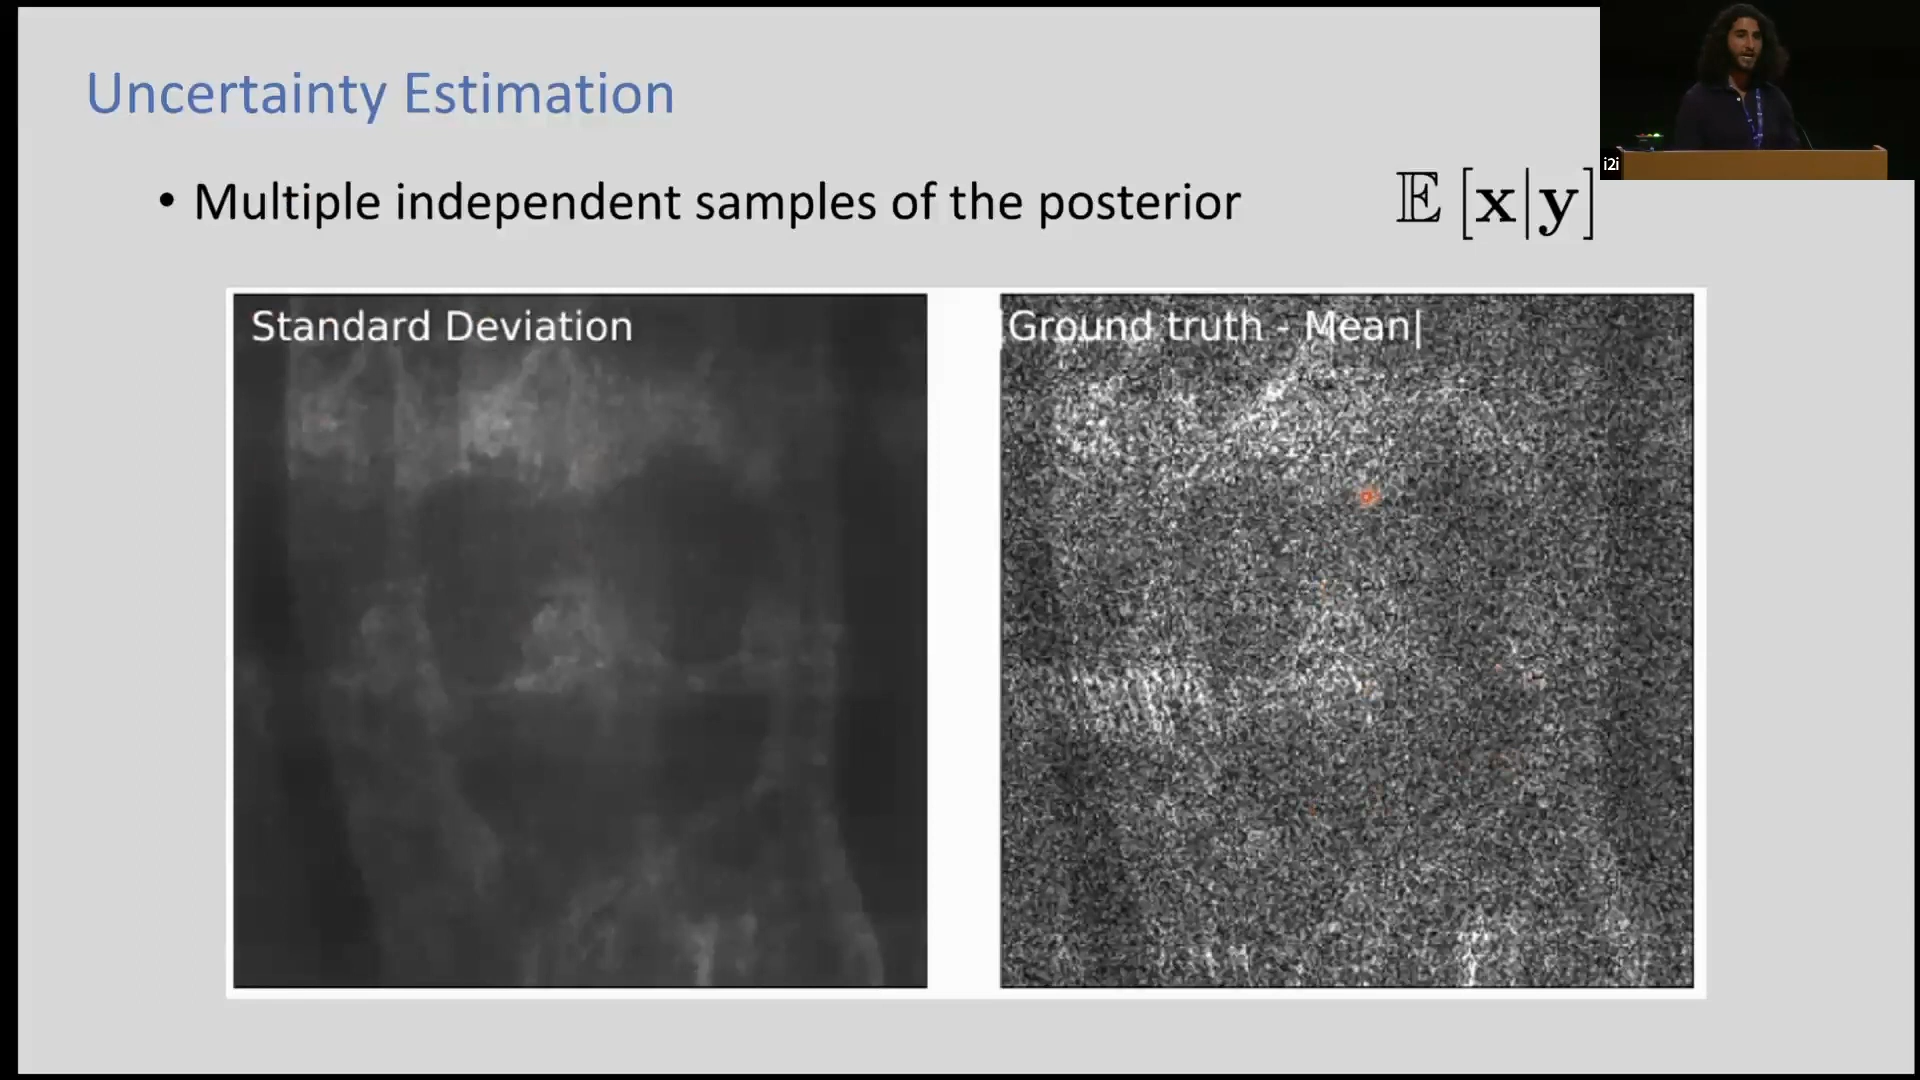 Uncertainty Estimation
i2i
• Multiple independent samples of the posterior
𝔼 [x|y]
Standard Deviation
|Ground truth - Mean|